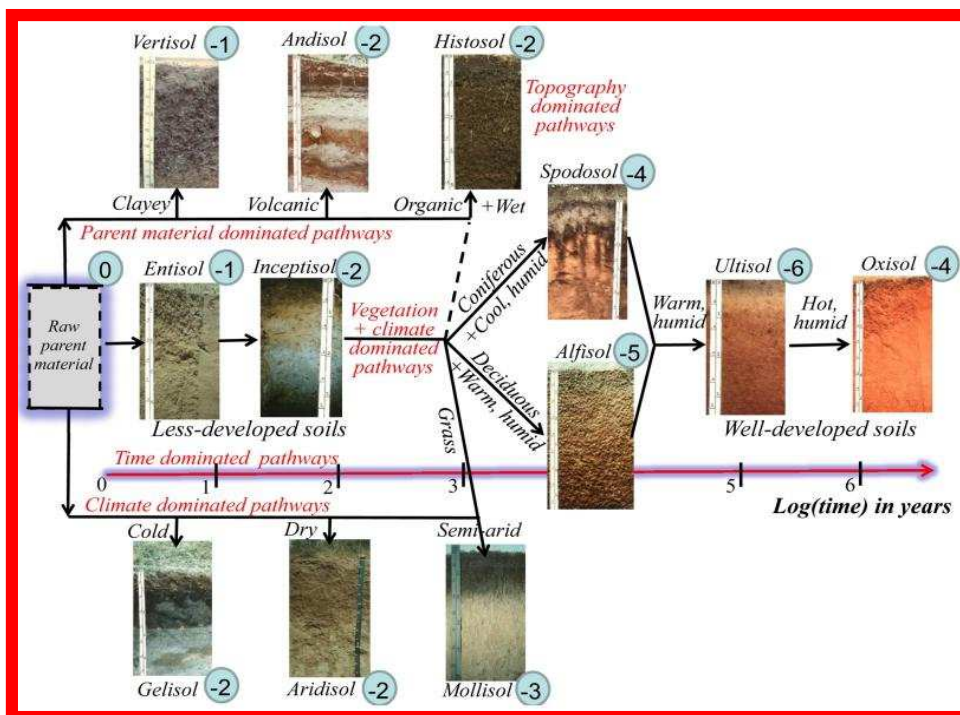 Vertisol -1
Andisol -2
Histosol -2
Topography
dominated
pathways
Spodosol -4
Clayey
Volcanic
Organic
+Wet
Parent material dominated pathways
0
Raw
parent
material
Entisol -1
Inceptisol -2
Vegetation
+ climate
dominated
pathways
Coniferous
+Cool, humid
Deciduous
+Warm, humid
Grass
Alfisol -5
Warm,
humid
Ultisol -6
Hot,
humid
Oxisol -4
Less-developed soils
Well-developed soils
Time dominated pathways
0 1 2 3 5 6
Log(time) in years
Climate dominated pathways
Cold
Dry
Semi-arid
Gelisol -2
Aridisol -2
Mollisol -3